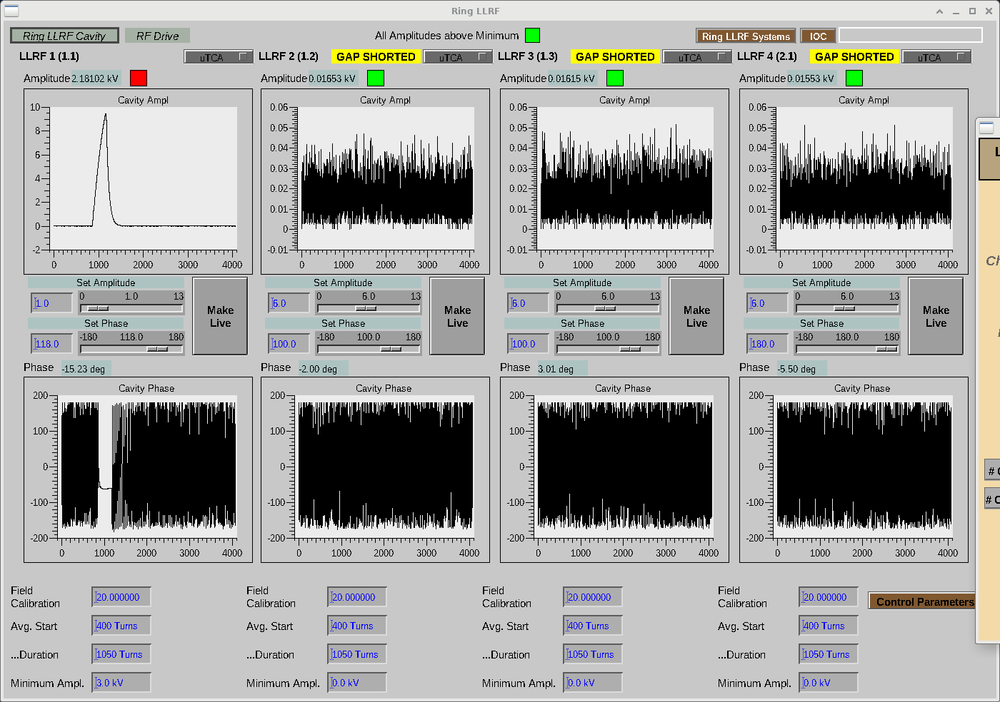 Ring LLRF
Ring LLRF Cavity RF Drive All Amplitudes above Minimum Ring LLRF Systems IOC
LLRF 1 (1.1) uTCA LLRF 2 (1.2) GAP SHORTED uTCA LLRF 3 (1.3) GAP SHORTED uTCA LLRF 4 (2.1) GAP SHORTED uTCA
Amplitude 2.18102 kV Amplitude 0.01653 kV Amplitude 0.01615 kV Amplitude 0.01553 kV
Cavity Ampl Cavity Ampl Cavity Ampl Cavity Ampl
10 0.06 0.06 0.06
8 0.05 0.05 0.05
6 0.04 0.04 0.04
4 0.03 0.03 0.03
2 0.02 0.02 0.02
0 0.01 0.01 0.01
0 0 0
-2 -0.01 -0.01 -0.01
0 1000 2000 3000 4000 0 1000 2000 3000 4000 0 1000 2000 3000 4000 0 1000 2000 3000 4000
Set Amplitude Set Amplitude Set Amplitude Set Amplitude
1.0 0 1.0 13 6.0 0 6.0 13 6.0 0 6.0 13 6.0 0 6.0 13
Make Live Make Live Make Live Make Live
Set Phase Set Phase Set Phase Set Phase
118.0 -180 118.0 180 100.0 -180 100.0 180 100.0 -180 100.0 180 180.0 -180 180.0 180
Phase -15.23 deg Phase -2.00 deg Phase 3.01 deg Phase -5.50 deg
Cavity Phase Cavity Phase Cavity Phase Cavity Phase
200 200 200 200
100 100 100 100
0 0 0 0
-100 -100 -100 -100
-200 -200 -200 -200
0 1000 2000 3000 4000 0 1000 2000 3000 4000 0 1000 2000 3000 4000 0 1000 2000 3000 4000
Field Calibration 20.000000 Field Calibration 20.000000 Field Calibration 20.000000 Field Calibration 20.000000 Control Parameters
Avg. Start 400 Turns Avg. Start 400 Turns Avg. Start 400 Turns Avg. Start 400 Turns
...Duration 1050 Turns ...Duration 1050 Turns ...Duration 1050 Turns ...Duration 1050 Turns
Minimum Ampl. 3.0 kV Minimum Ampl. 0.0 kV Minimum Ampl. 0.0 kV Minimum Ampl. 0.0 kV